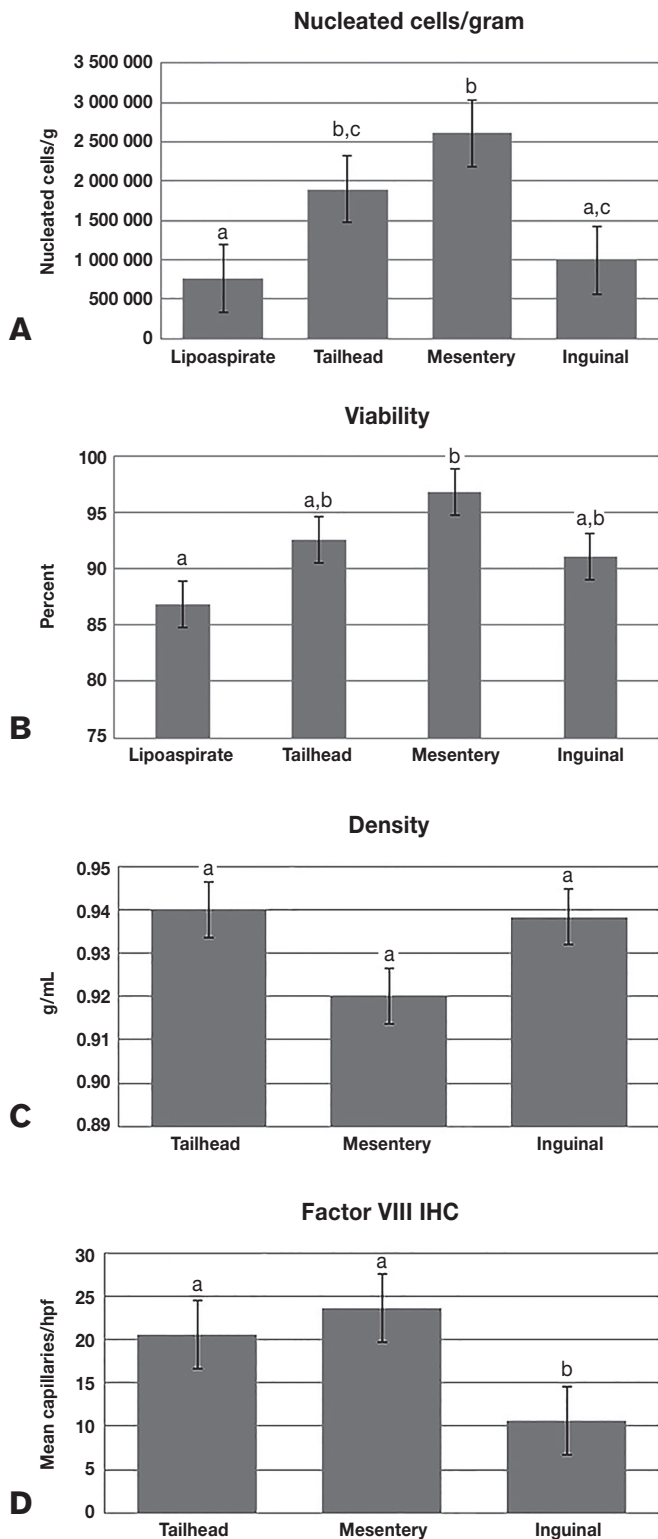 Nucleated cells/gram
Nucleated cells/g
3 500 000
3 000 000
2 500 000
2 000 000
1 500 000
1 000 000
500 000
0
a
b,c
b
a,c
Lipoaspirate Tailhead Mesentery Inguinal
A
Viability
Percent
100
95
90
85
80
75
a
a,b
b
a,b
Lipoaspirate Tailhead Mesentery Inguinal
B
Density
g/mL
0.95
0.94
0.93
0.92
0.91
0.90
0.89
a
a
a
Tailhead Mesentery Inguinal
C
Factor VIII IHC
Mean capillaries/hpf
30
25
20
15
10
5
0
a
a
b
Tailhead Mesentery Inguinal
D